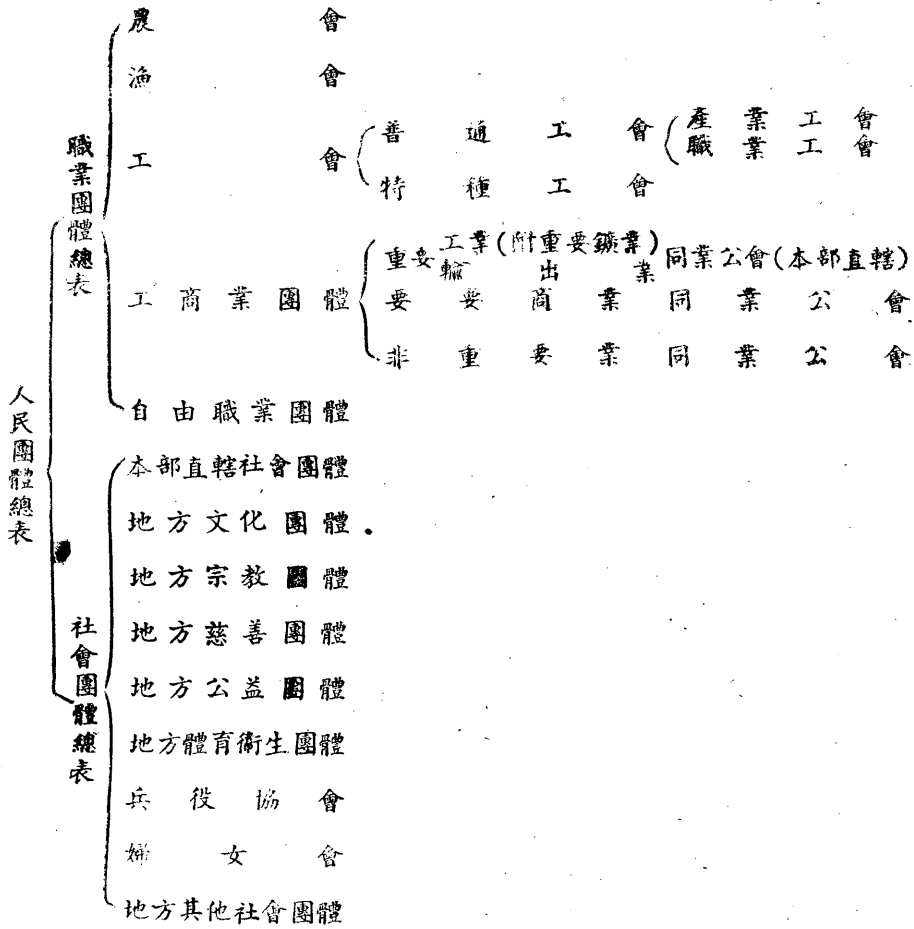 人民團體總表
職業團體總表
農會
漁會
工會
普通工會
產業工會
職業工會
特種工會
工商業團體
重要工業(附重要鑛業)輸出業同業公會(本部直轄)
要要商業同業公會
非重要業同業公會
自由職業團體
社會團體總表
本部直轄社會團體
地方文化團體
地方宗教團體
地方慈善團體
地方公益團體
地方體育衛生團體
兵役協會
婦女會
地方其他社會團體